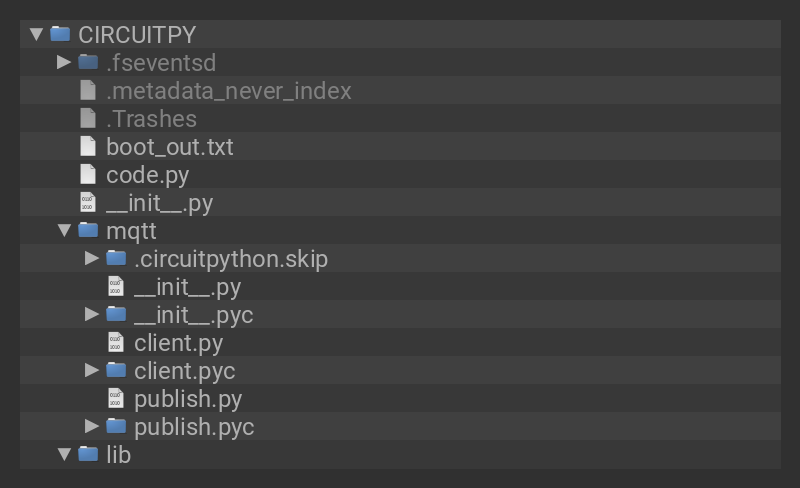 CIRCUITPY
.fseventsd
.metadata_never_index
.Trashes
boot_out.txt
code.py
__init__.py
mqtt
.circuitpython.skip
__init__.py
__init__.pyc
client.py
client.pyc
publish.py
publish.pyc
lib